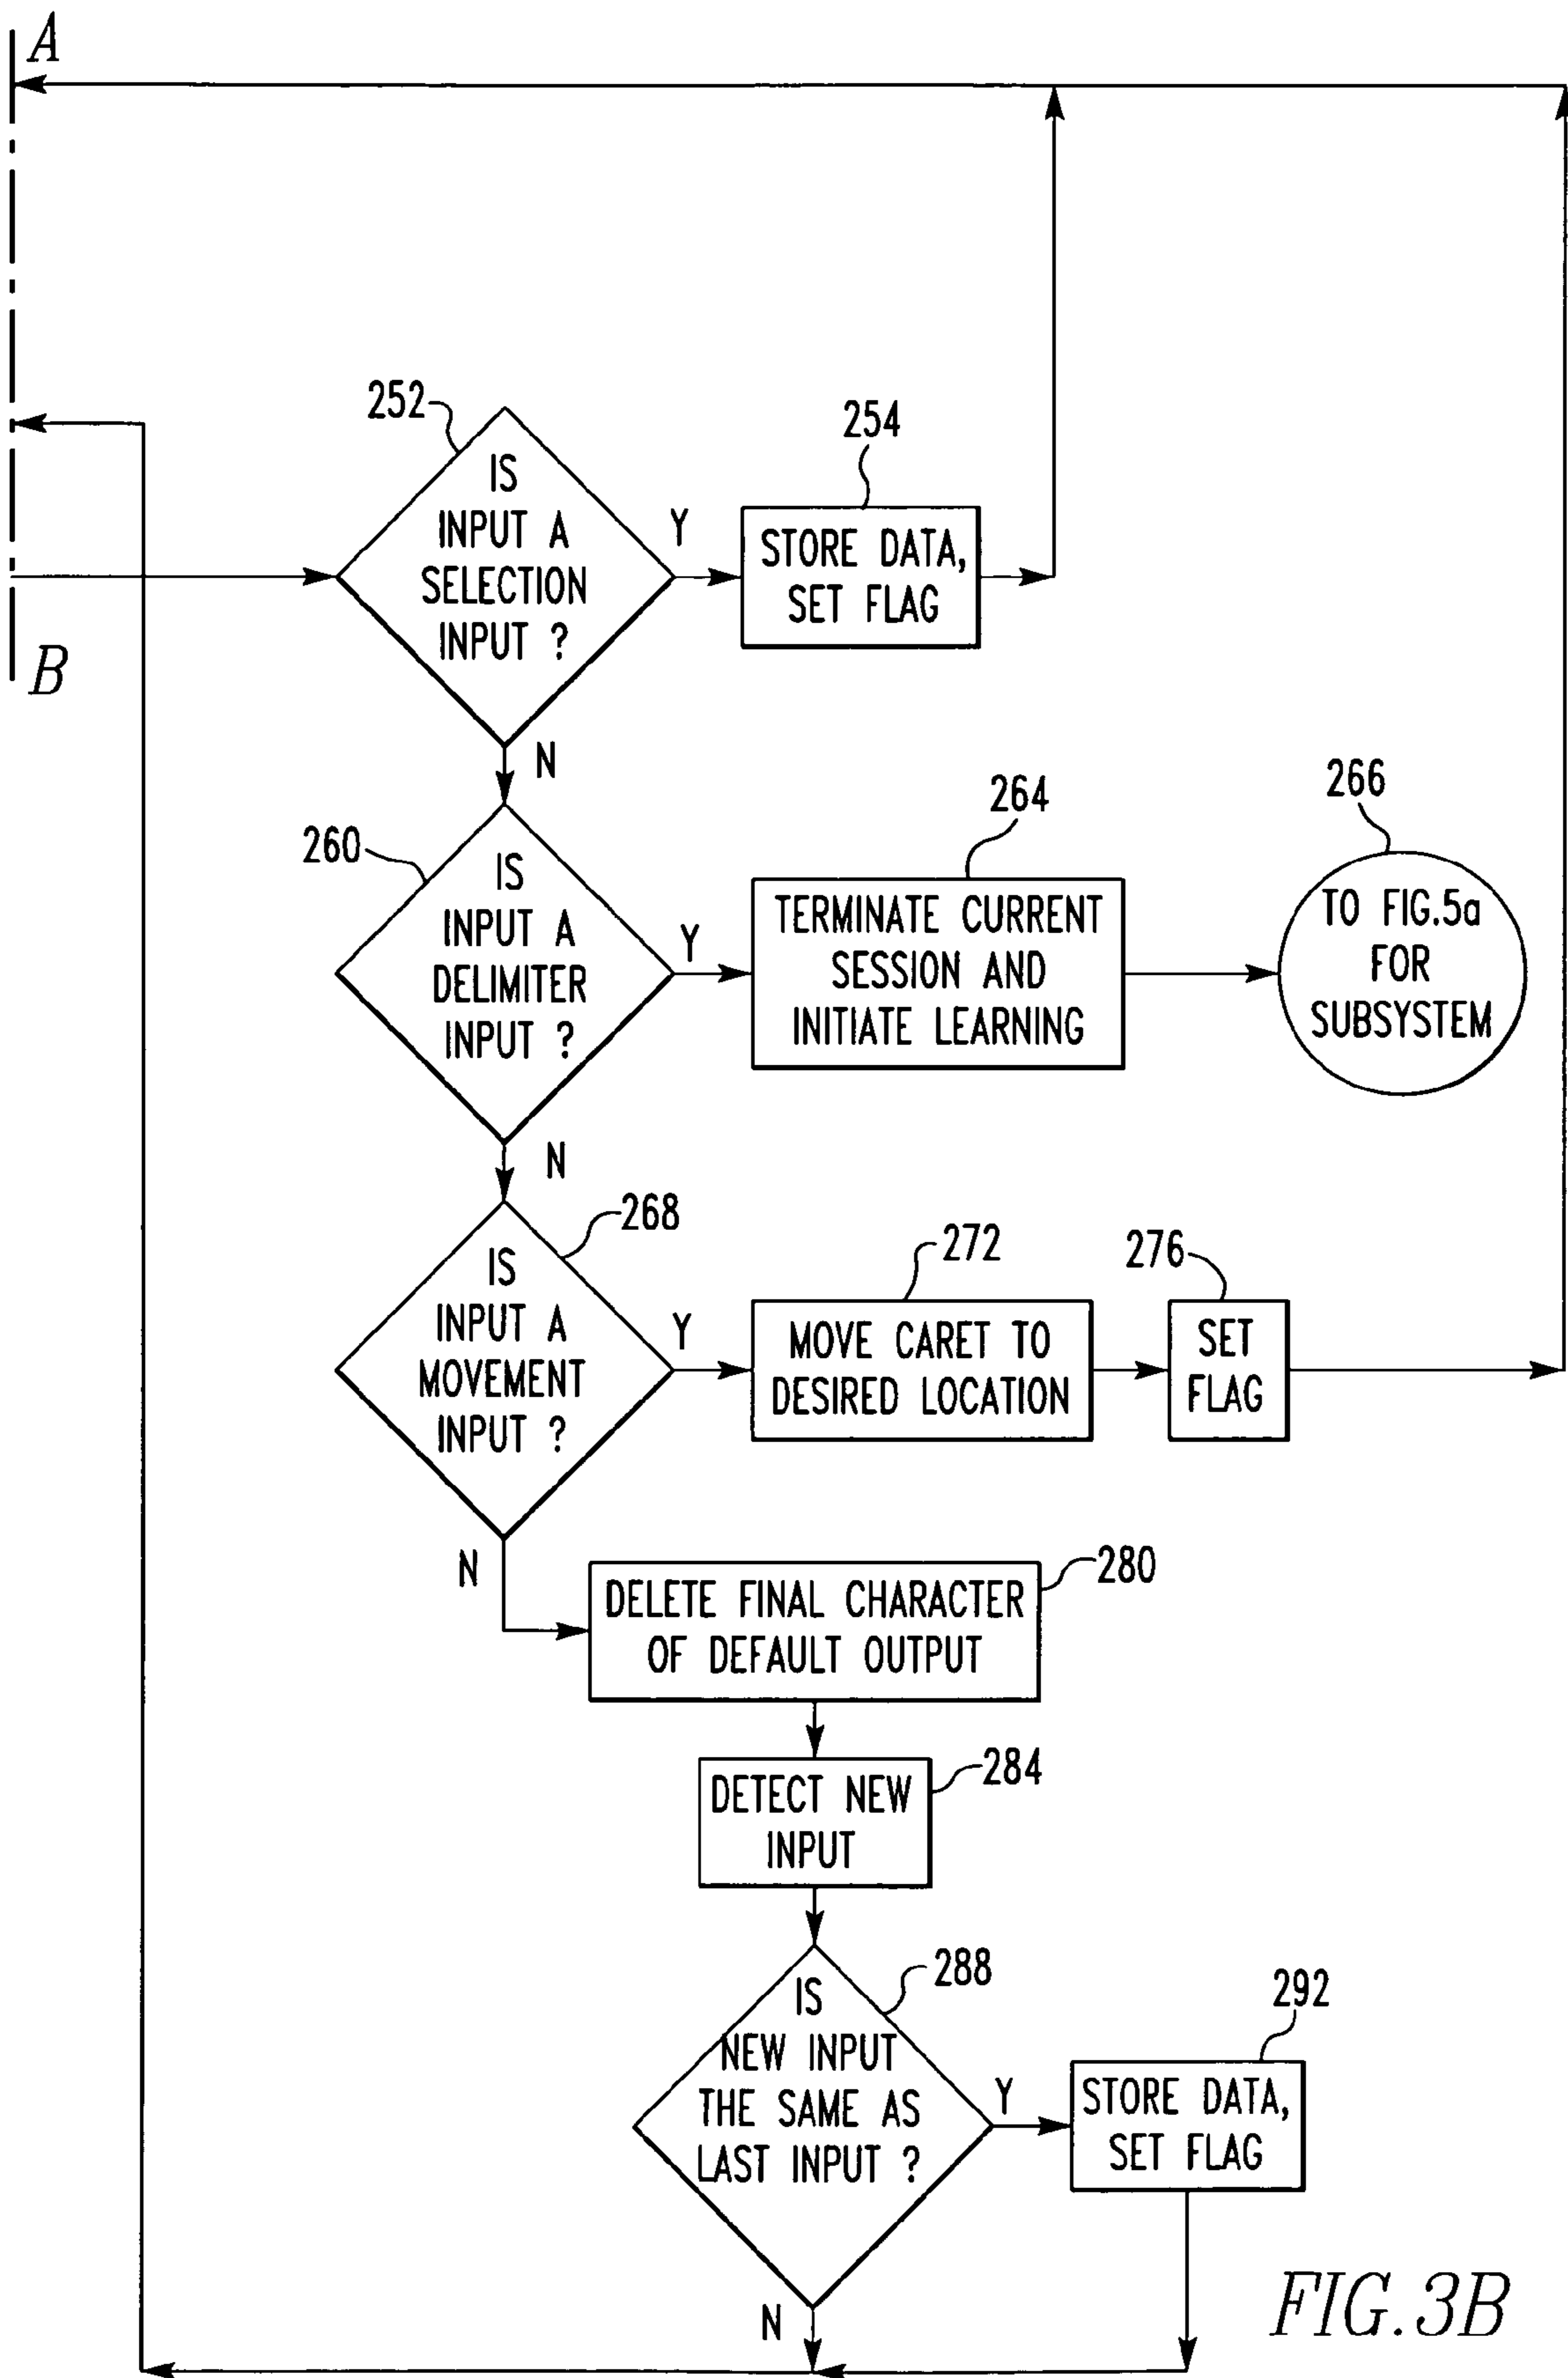 A
252
IS
INPUT A
SELECTION
INPUT ?
Y
254
STORE DATA,
SET FLAG
B
N
260
IS
INPUT A
DELIMITER
INPUT ?
Y
264
TERMINATE CURRENT
SESSION AND
INITIATE LEARNING
266
TO FIG.5a
FOR
SUBSYSTEM
N
268
IS
INPUT A
MOVEMENT
INPUT ?
Y
272
MOVE CARET TO
DESIRED LOCATION
276
SET
FLAG
N
280
DELETE FINAL CHARACTER
OF DEFAULT OUTPUT
284
DETECT NEW
INPUT
288
IS
NEW INPUT
THE SAME AS
LAST INPUT ?
Y
292
STORE DATA,
SET FLAG
N
FIG. 3B